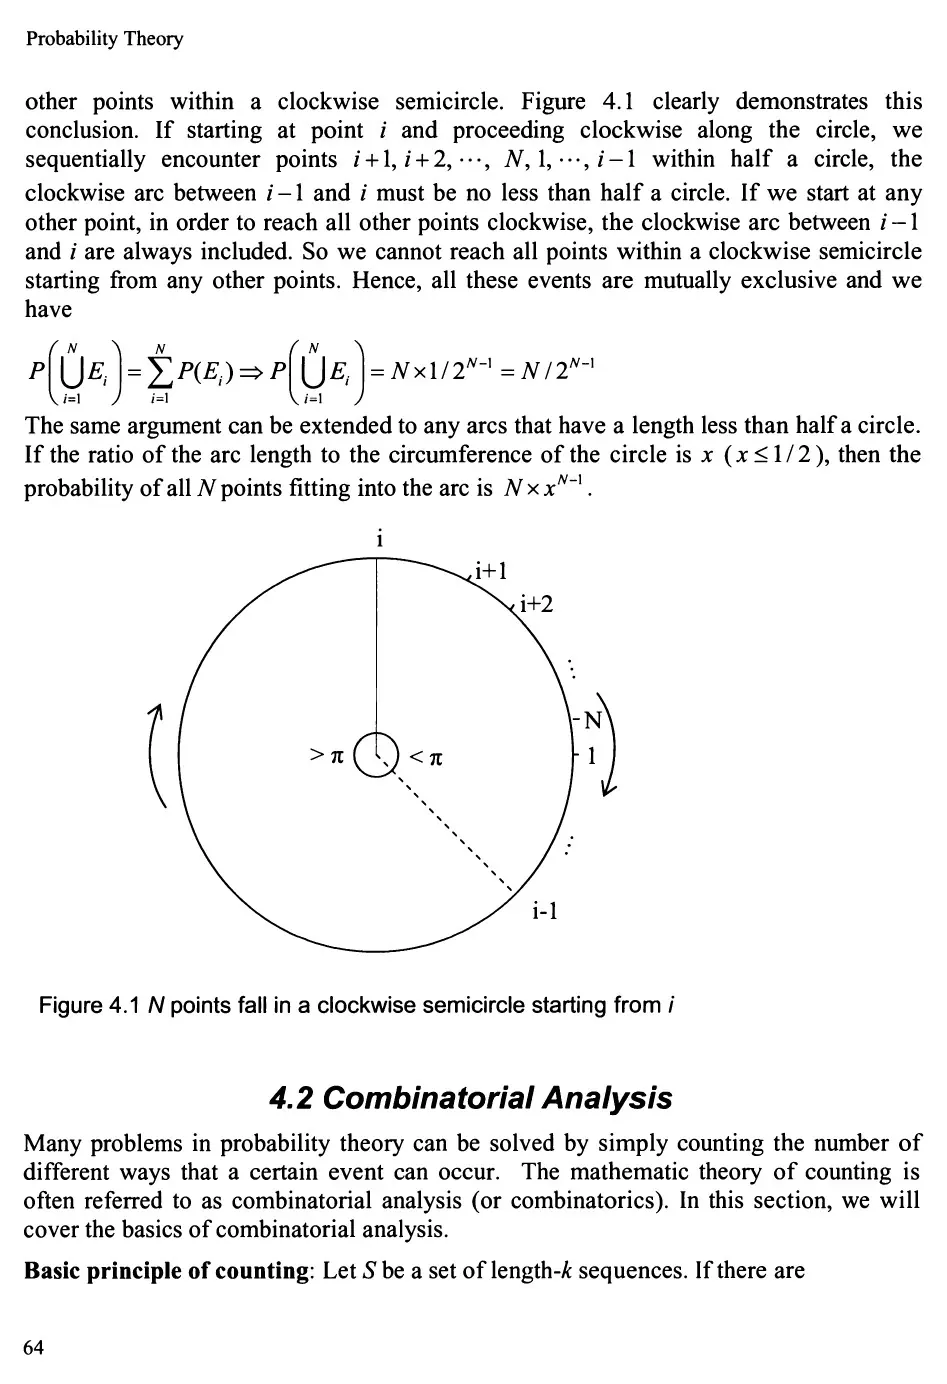 Probability Theory
other points within a clockwise semicircle. Figure 4.1 clearly demonstrates this
conclusion. If starting at point i and proceeding clockwise along the circle, we
sequentially encounter points i+1, i+2, ···, N, 1, ···, i−1 within half a circle, the
clockwise arc between i−1 and i must be no less than half a circle. If we start at any
other point, in order to reach all other points clockwise, the clockwise arc between i−1
and i are always included. So we cannot reach all points within a clockwise semicircle
starting from any other points. Hence, all these events are mutually exclusive and we
have
P(⋃_{i=1}^{N} E_i) = ∑_{i=1}^{N} P(E_i) ⇒ P(⋃_{i=1}^{N} E_i) = N×1/2^{N−1} = N/2^{N−1}
The same argument can be extended to any arcs that have a length less than half a circle.
If the ratio of the arc length to the circumference of the circle is x (x ≤ 1/2), then the
probability of all N points fitting into the arc is N×x^{N−1}.
i
i+1
i+2
⋮
N
> π < π
1
⋮
i-1
Figure 4.1 N points fall in a clockwise semicircle starting from i
4.2 Combinatorial Analysis
Many problems in probability theory can be solved by simply counting the number of
different ways that a certain event can occur. The mathematic theory of counting is
often referred to as combinatorial analysis (or combinatorics). In this section, we will
cover the basics of combinatorial analysis.
Basic principle of counting: Let S be a set of length-k sequences. If there are
64